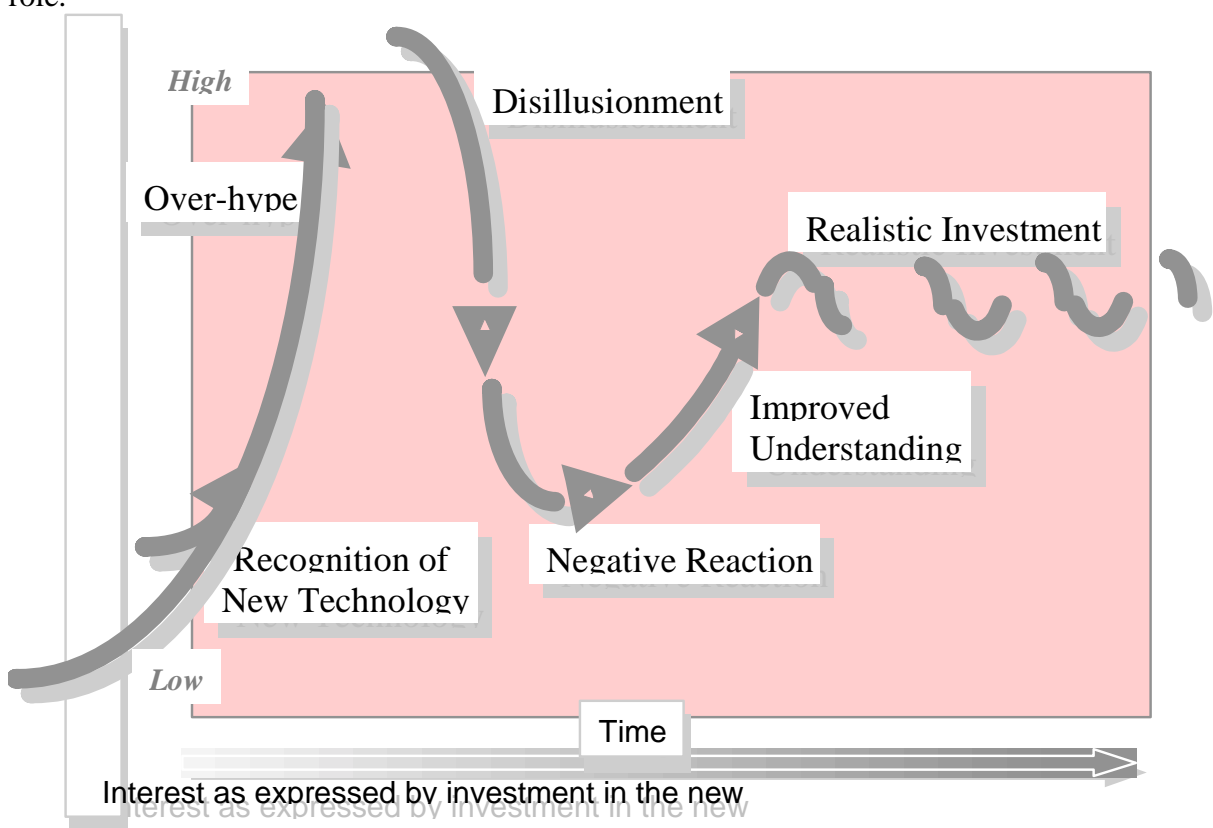 role.
High
Disillusionment
Over-hype
Realistic Investment
Improved
Understanding
Recognition of
New Technology
Negative Reaction
Low
Time
Interest as expressed by investment in the new